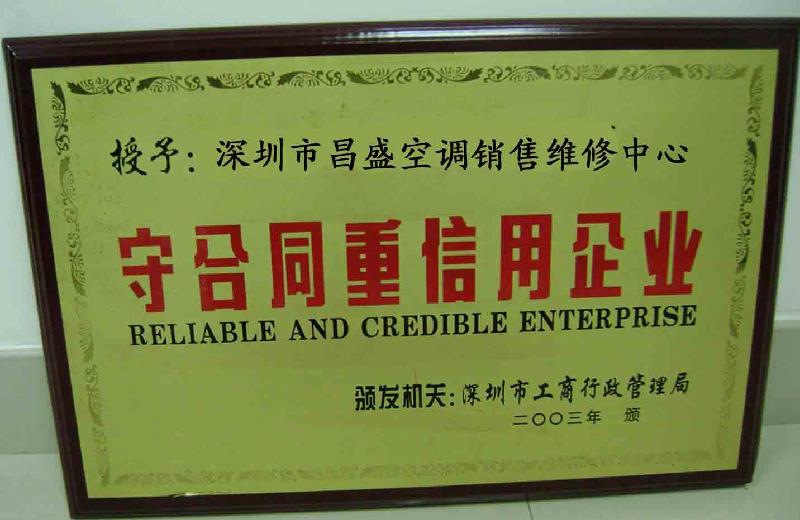 授予：深圳市昌盛空调销售维修中心
守合同重信用企业
RELIABLE AND CREDIBLE ENTERPRISE
颁发机关：深圳市工商行政管理局
二〇〇三年 颁